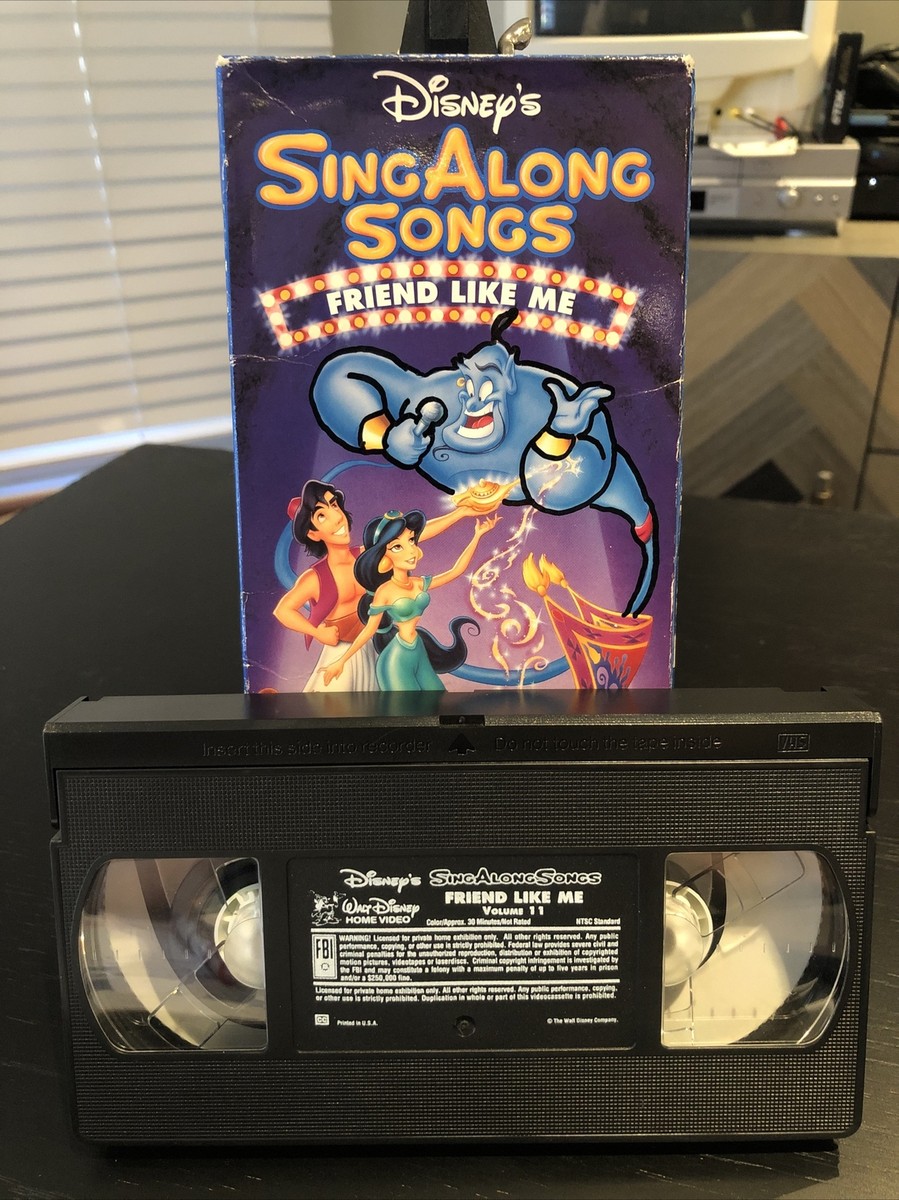 DISNEY'S
SING ALONG
SONGS
FRIEND LIKE ME
Insert this side into recorder Do not touch the tape inside VHS
DISNEY'S SING ALONG SONGS
FRIEND LIKE ME
VOLUME 11
WALT DISNEY
HOME VIDEO
Color/Approx. 30 Minutes/Not Rated NTSC Standard
FBI
WARNING! Licensed for private home exhibition only. All other rights reserved. Any public
performance, copying, or other use is strictly prohibited. Federal law provides severe civil and
criminal penalties for the unauthorized reproduction, distribution or exhibition of copyrighted
motion pictures, videotapes or laserdiscs. Criminal copyright infringement is investigated by
the FBI and may constitute a felony with a maximum penalty of up to five years in prison
and/or a $250,000 fine.
Licensed for private home exhibition only. All other rights reserved. Any public performance, copying,
or other use is strictly prohibited. Duplication in whole or part of this videocassette is prohibited.
CC Printed in U.S.A. © The Walt Disney Company.